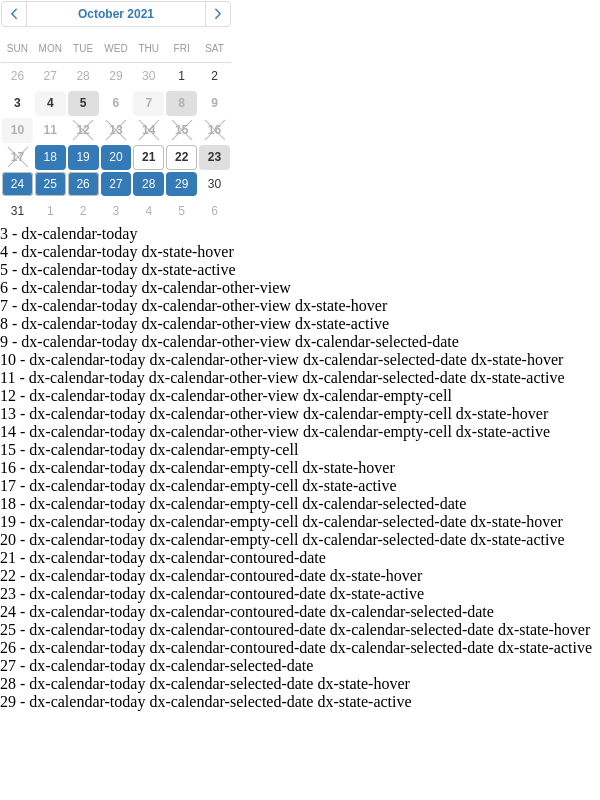 October 2021
SUN MON TUE WED THU FRI SAT
26 27 28 29 30 1 2
3 4 5 6 7 8 9
10 11 12 13 14 15 16
17 18 19 20 21 22 23
24 25 26 27 28 29 30
31 1 2 3 4 5 6
3 - dx-calendar-today
4 - dx-calendar-today dx-state-hover
5 - dx-calendar-today dx-state-active
6 - dx-calendar-today dx-calendar-other-view
7 - dx-calendar-today dx-calendar-other-view dx-state-hover
8 - dx-calendar-today dx-calendar-other-view dx-state-active
9 - dx-calendar-today dx-calendar-other-view dx-calendar-selected-date
10 - dx-calendar-today dx-calendar-other-view dx-calendar-selected-date dx-state-hover
11 - dx-calendar-today dx-calendar-other-view dx-calendar-selected-date dx-state-active
12 - dx-calendar-today dx-calendar-other-view dx-calendar-empty-cell
13 - dx-calendar-today dx-calendar-other-view dx-calendar-empty-cell dx-state-hover
14 - dx-calendar-today dx-calendar-other-view dx-calendar-empty-cell dx-state-active
15 - dx-calendar-today dx-calendar-empty-cell
16 - dx-calendar-today dx-calendar-empty-cell dx-state-hover
17 - dx-calendar-today dx-calendar-empty-cell dx-state-active
18 - dx-calendar-today dx-calendar-empty-cell dx-calendar-selected-date
19 - dx-calendar-today dx-calendar-empty-cell dx-calendar-selected-date dx-state-hover
20 - dx-calendar-today dx-calendar-empty-cell dx-calendar-selected-date dx-state-active
21 - dx-calendar-today dx-calendar-contoured-date
22 - dx-calendar-today dx-calendar-contoured-date dx-state-hover
23 - dx-calendar-today dx-calendar-contoured-date dx-state-active
24 - dx-calendar-today dx-calendar-contoured-date dx-calendar-selected-date
25 - dx-calendar-today dx-calendar-contoured-date dx-calendar-selected-date dx-state-hover
26 - dx-calendar-today dx-calendar-contoured-date dx-calendar-selected-date dx-state-active
27 - dx-calendar-today dx-calendar-selected-date
28 - dx-calendar-today dx-calendar-selected-date dx-state-hover
29 - dx-calendar-today dx-calendar-selected-date dx-state-active